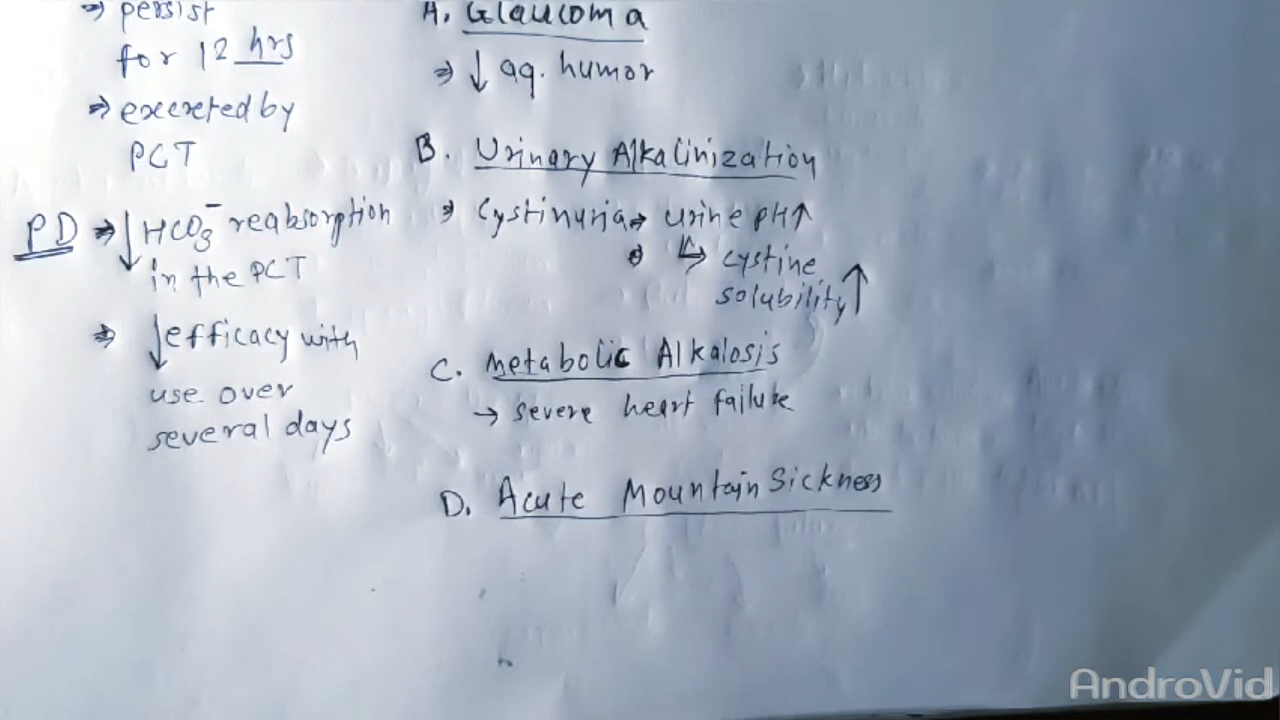 ⇒ persist
for 12 hrs
⇒ excreted by
PCT
PD ⇒ ↓ HCO3⁻ reabsorption
in the PCT
⇒ ↓ efficacy with
use over
several days
A. Glaucoma
⇒ ↓ aq. humor
B. Urinary Alkalinization
⇒ Cystinuria ⇒ urine pH ↑
↳ cystine
solubility ↑
C. Metabolic Alkalosis
→ severe heart failure
D. Acute Mountain Sickness
AndroVid